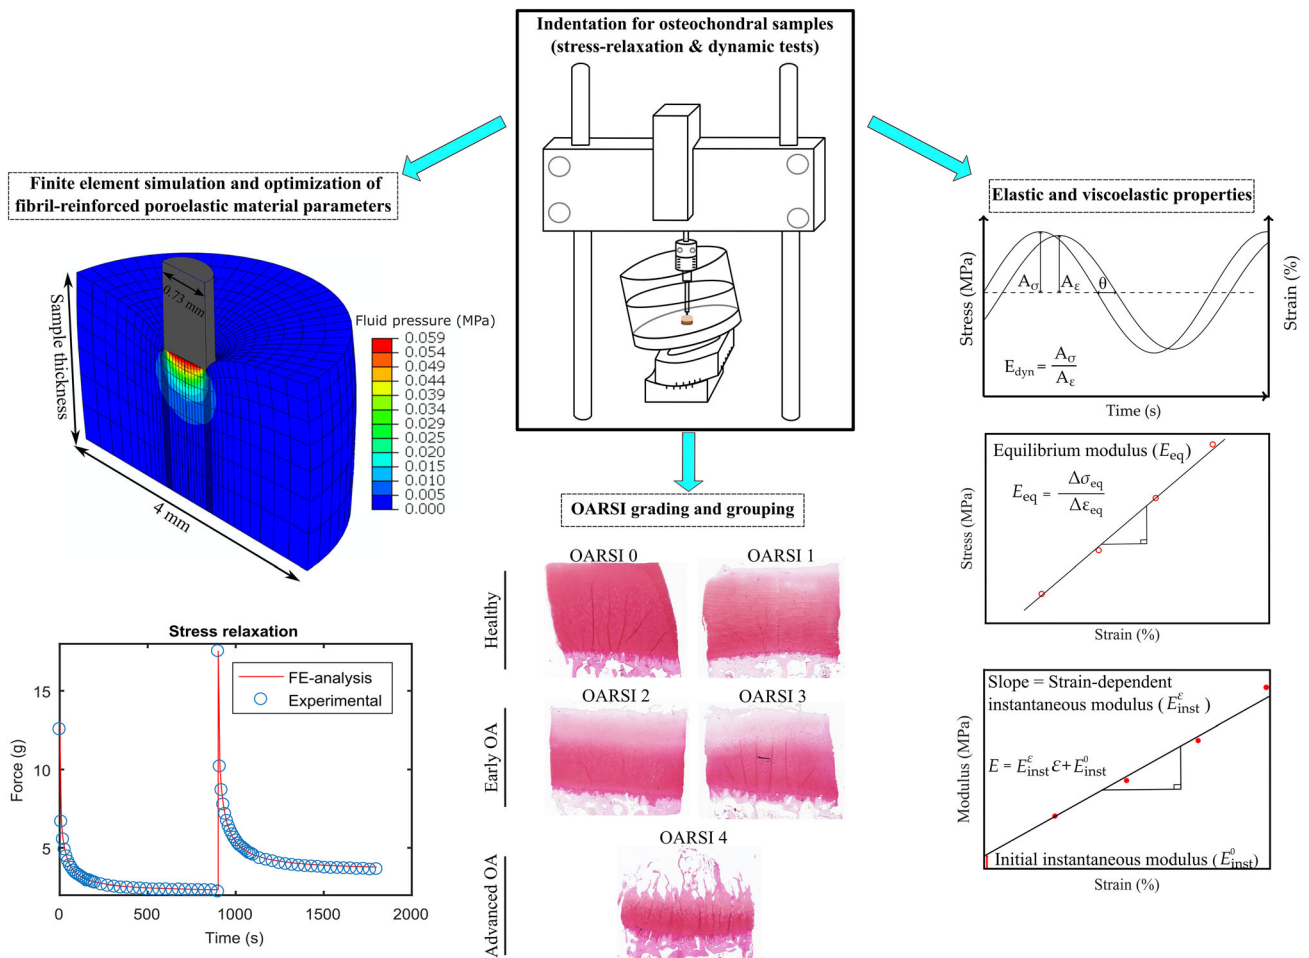 Indentation for osteochondral samples
(stress-relaxation & dynamic tests)
Finite element simulation and optimization of
fibril-reinforced poroelastic material parameters
0.73 mm
Sample thickness
4 mm
Fluid pressure (MPa)
0.059
0.054
0.049
0.044
0.039
0.034
0.029
0.025
0.020
0.015
0.010
0.005
0.000
Stress relaxation
FE-analysis
Experimental
Force (g)
15
10
5
0
500
1000
1500
2000
Time (s)
OARSI grading and grouping
Healthy
OARSI 0
OARSI 1
Early OA
OARSI 2
OARSI 3
Advanced OA
OARSI 4
Elastic and viscoelastic properties
Stress (MPa)
Strain (%)
Aσ
Aε
θ
Edyn = Aσ / Aε
Time (s)
Equilibrium modulus (Eeq)
Eeq = Δσeq / Δεeq
Stress (MPa)
Strain (%)
Slope = Strain-dependent
instantaneous modulus (E^ε_inst)
E = E^ε_inst ε + E^0_inst
Modulus (MPa)
Initial instantaneous modulus (E^0_inst)
Strain (%)